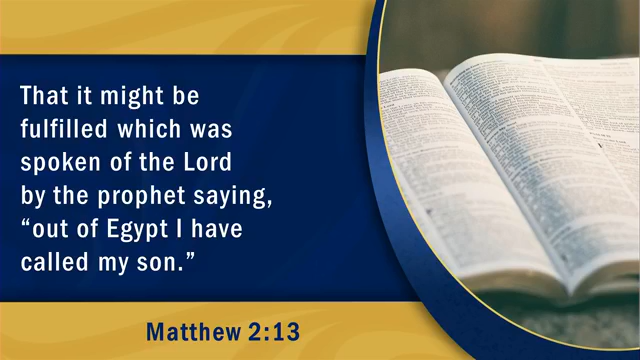 That it might be
fulfilled which was
spoken of the Lord
by the prophet saying,
“out of Egypt I have
called my son.”
Matthew 2:13